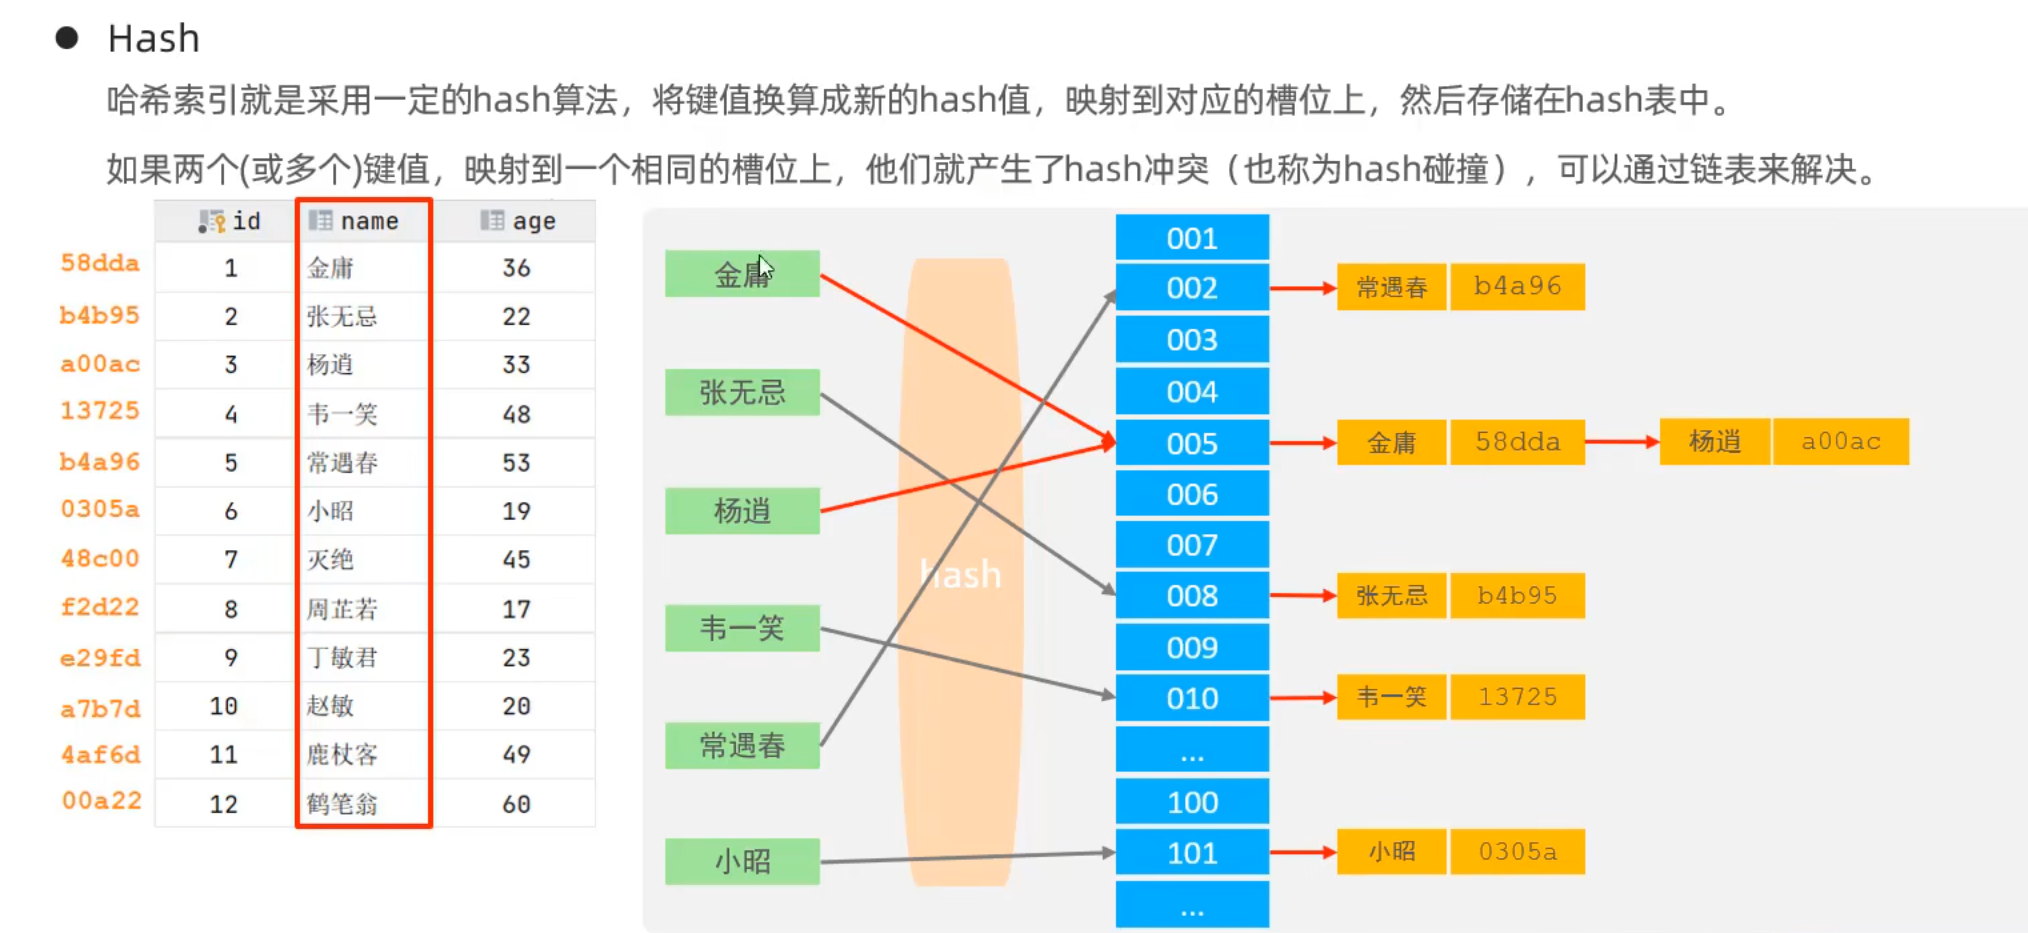 Hash
哈希索引就是采用一定的hash算法，将键值换算成新的hash值，映射到对应的槽位上，然后存储在hash表中。
如果两个(或多个)键值，映射到一个相同的槽位上，他们就产生了hash冲突（也称为hash碰撞），可以通过链表来解决。
id name age
58dda 1 金庸 36
b4b95 2 张无忌 22
a00ac 3 杨逍 33
13725 4 韦一笑 48
b4a96 5 常遇春 53
0305a 6 小昭 19
48c00 7 灭绝 45
f2d22 8 周芷若 17
e29fd 9 丁敏君 23
a7b7d 10 赵敏 20
4af6d 11 鹿杖客 49
00a22 12 鹤笔翁 60
金庸
张无忌
杨逍
韦一笑
常遇春
小昭
hash
001
002 常遇春 b4a96
003
004
005 金庸 58dda 杨逍 a00ac
006
007
008 张无忌 b4b95
009
010 韦一笑 13725
...
100
101 小昭 0305a
...